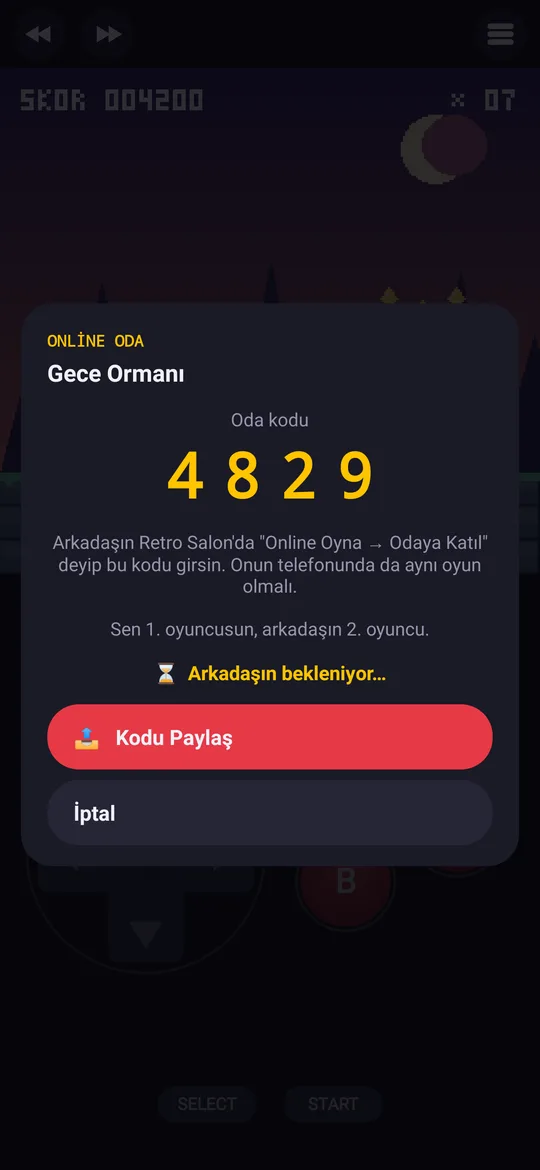 SKOR 004200
x 07
ONLİNE ODA
Gece Ormanı
Oda kodu
4 8 2 9
Arkadaşın Retro Salon'da "Online Oyna → Odaya Katıl"
deyip bu kodu girsin. Onun telefonunda da aynı oyun
olmalı.
Sen 1. oyuncusun, arkadaşın 2. oyuncu.
⏳ Arkadaşın bekleniyor…
📤 Kodu Paylaş
İptal
B
SELECT
START